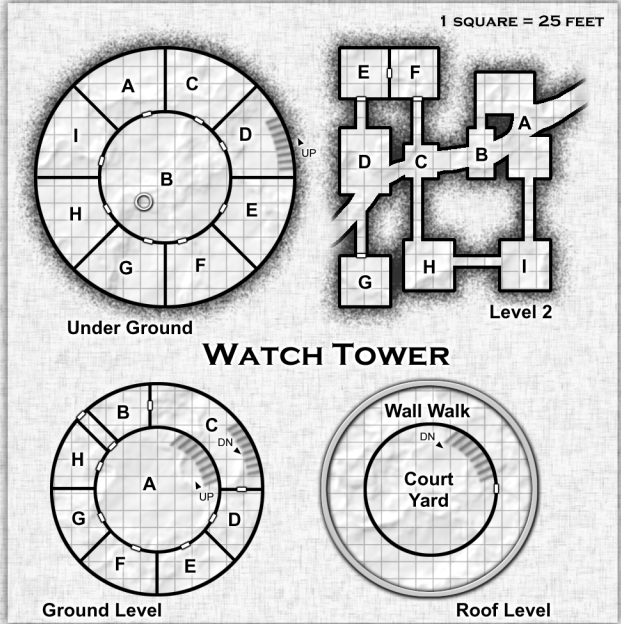 1 SQUARE = 25 FEET
A
C
I
D
UP
B
H
E
G
F
Under Ground
E
F
A
D
C
B
G
H
I
Level 2
WATCH TOWER
B
C
DN
H
A
UP
G
D
F
E
Ground Level
Wall Walk
DN
Court
Yard
Roof Level